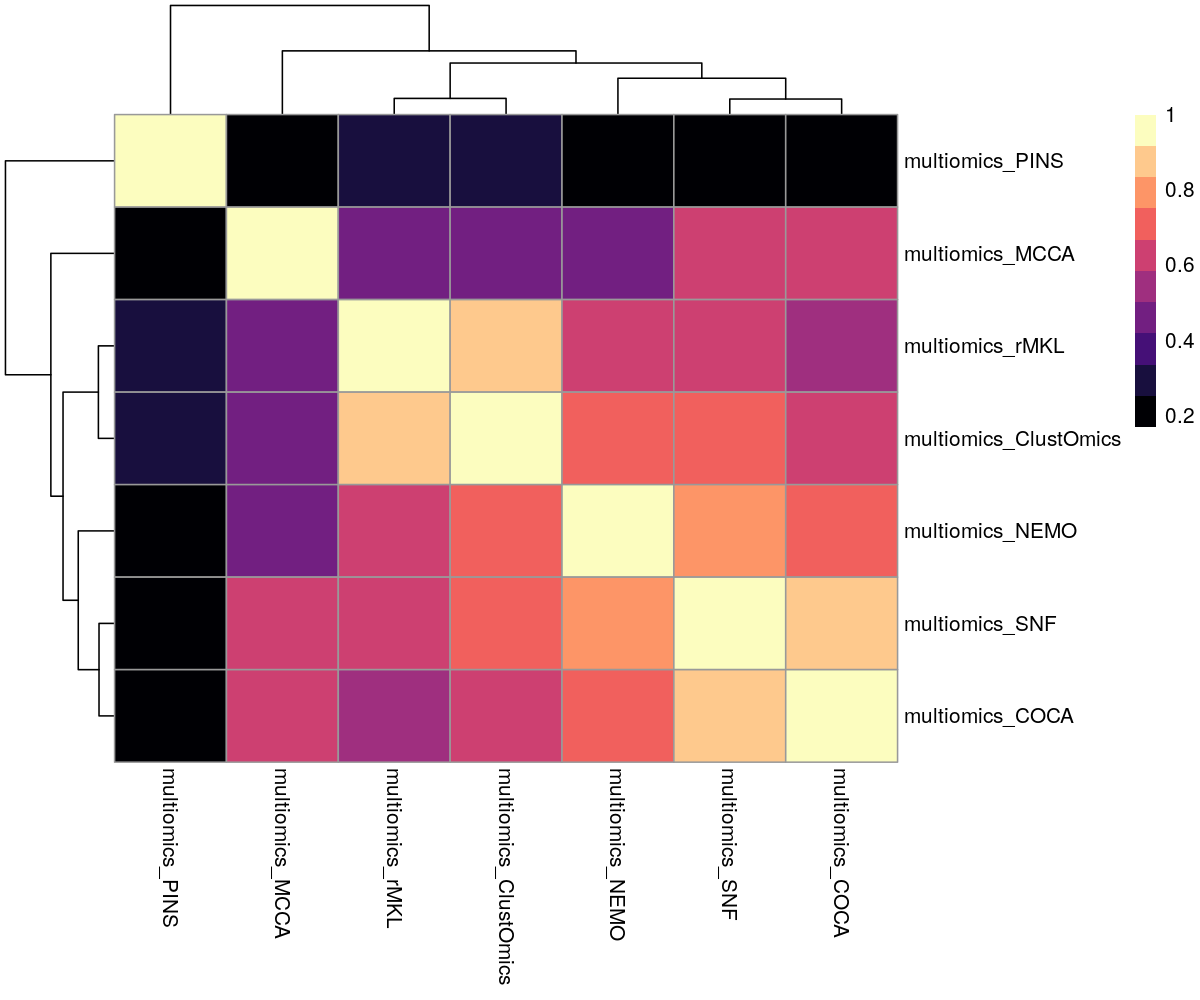 1
multiomics_PINS
0.8
multiomics_MCCA
0.6
multiomics_rMKL
0.4
0.2
multiomics_ClustOmics
multiomics_NEMO
multiomics_SNF
multiomics_COCA
multiomics_PINS
multiomics_MCCA
multiomics_rMKL
multiomics_ClustOmics
multiomics_NEMO
multiomics_SNF
multiomics_COCA